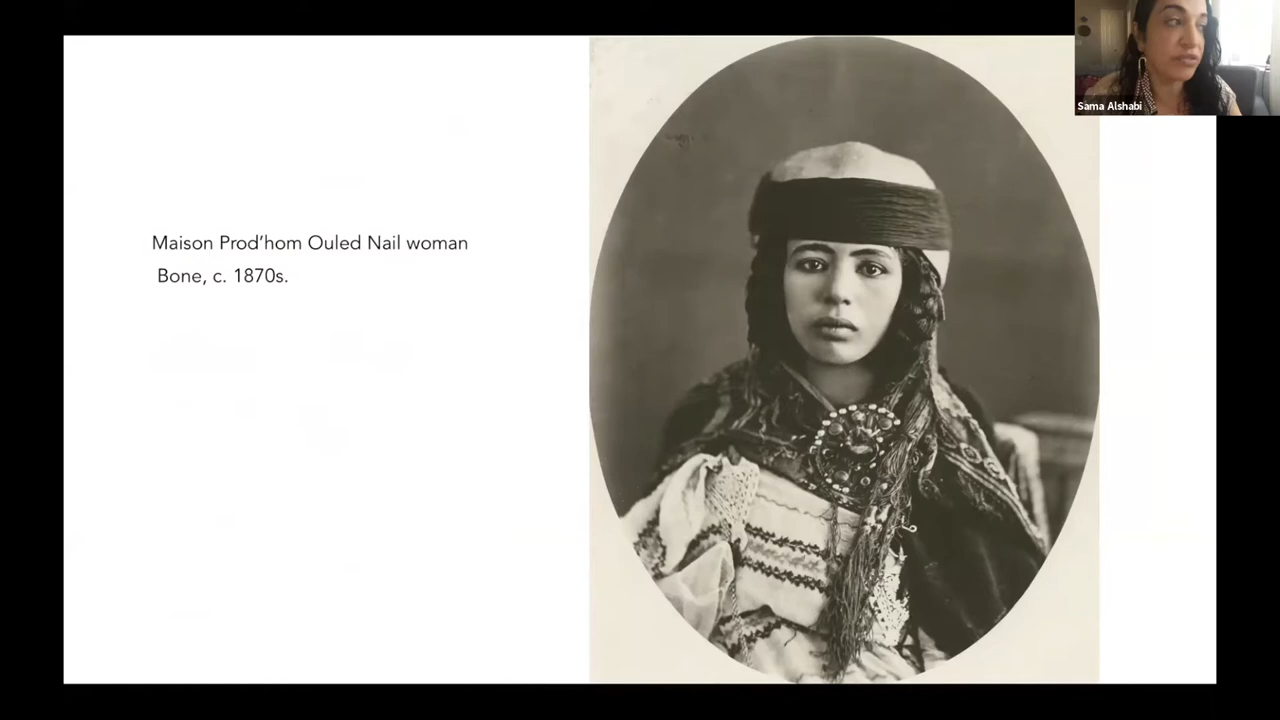 Maison Prod’hom Ouled Nail woman
Bone, c. 1870s.
Sama Alshabi